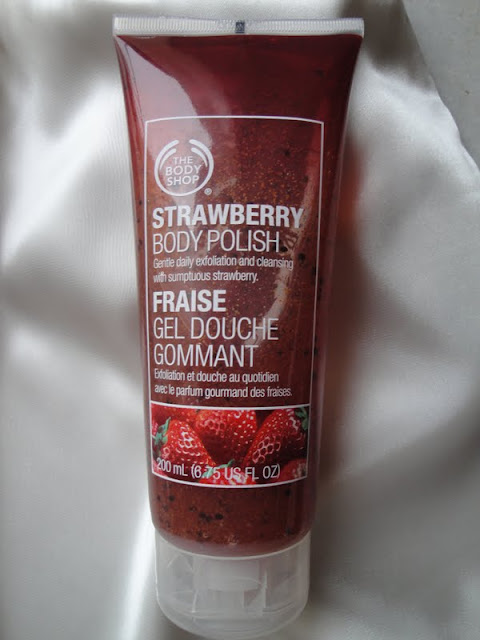 THE
BODY
SHOP
®
STRAWBERRY
BODY POLISH
Gentle daily exfoliation and cleansing
with sumptuous strawberry.
FRAISE
GEL DOUCHE
GOMMANT
Exfoliation et douche au quotidien
avec le parfum gourmand des fraises.
200 mL (6.75 US FL OZ)